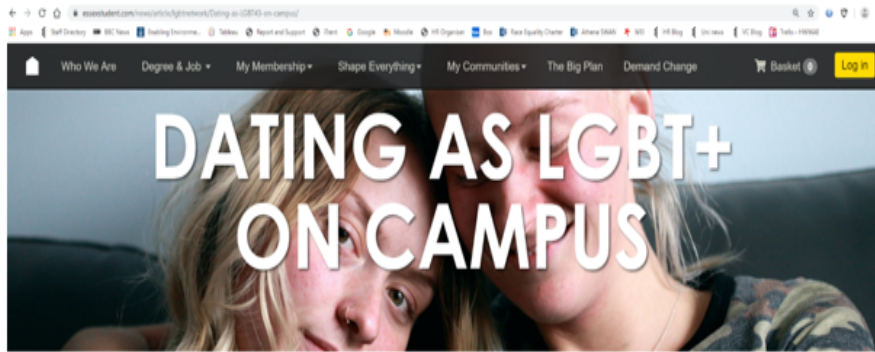 essexstudent.com/news/article/lgbtnetwork/Dating-as-LGBT45-on-campus/
Apps Staff Directory BBC News Enabling Environme... Tableau Report and Support iTrent Google Moodle HR Organiser Box Race Equality Charter Athena SWAN HR Blog Uni news VC Blog Trello - HWNGE
Who We Are Degree & Job My Membership Shape Everything My Communities The Big Plan Demand Change Basket 0 Log in
DATING AS LGBT+
ON CAMPUS